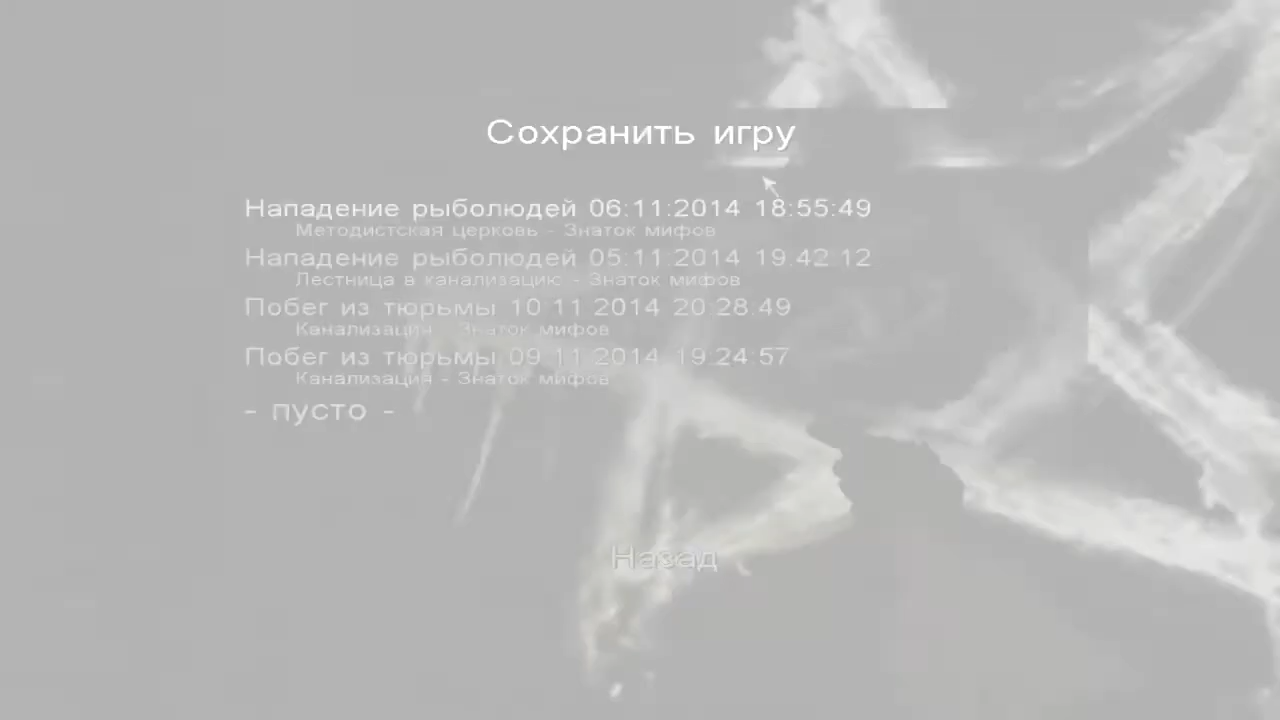 Сохранить игру
Нападение рыболюдей 06:11:2014 18:55:49
Методистская церковь - Знаток мифов
Нападение рыболюдей 05:11:2014 19:42:12
Лестница в канализацию - Знаток мифов
Побег из тюрьмы 10:11:2014 20:28:49
Канализация - Знаток мифов
Побег из тюрьмы 09:11:2014 19:24:57
Канализация - Знаток мифов
- пусто -
Назад